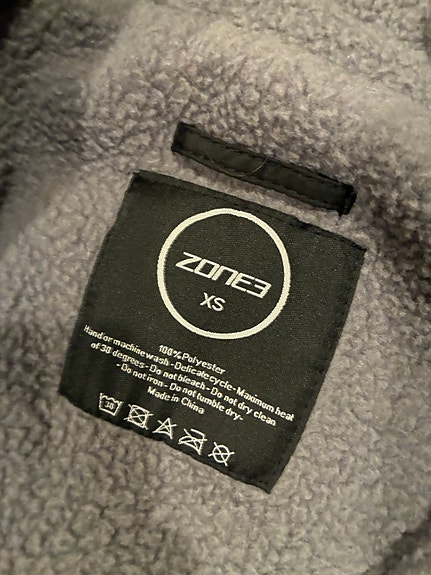 ZONE3
XS
100% Polyester
Hand or machine wash - Delicate cycle - Maximum heat
of 30 degrees - Do not bleach - Do not dry clean
- Do not iron - Do not tumble dry-
Made in China
30